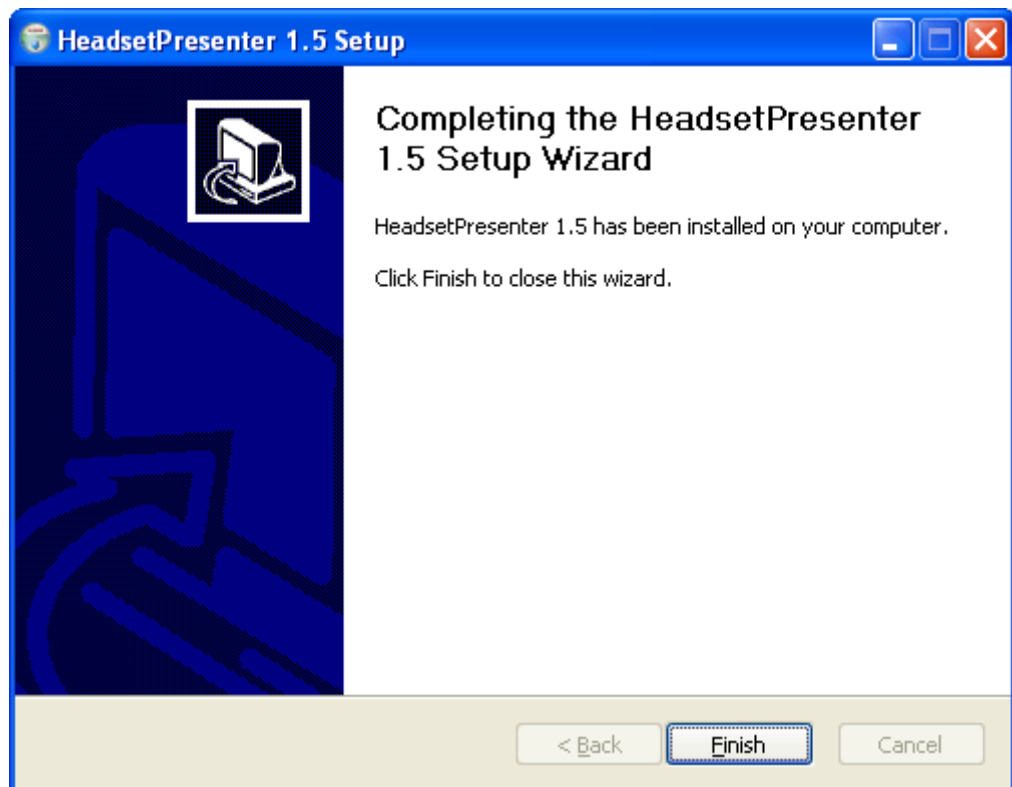 HeadsetPresenter 1.5 Setup
Completing the HeadsetPresenter
1.5 Setup Wizard
HeadsetPresenter 1.5 has been installed on your computer.
Click Finish to close this wizard.
< Back
Finish
Cancel